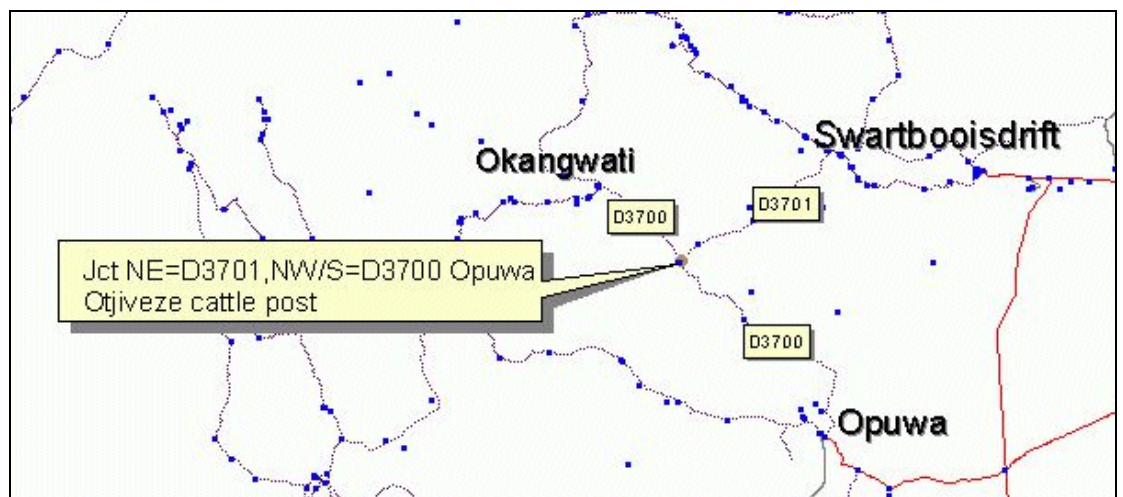 Swartbooisdrift
Okangwati
D3701
D3700
Jct NE=D3701,NW/S=D3700 Opuwa
Otjiveze cattle post
D3700
Opuwa